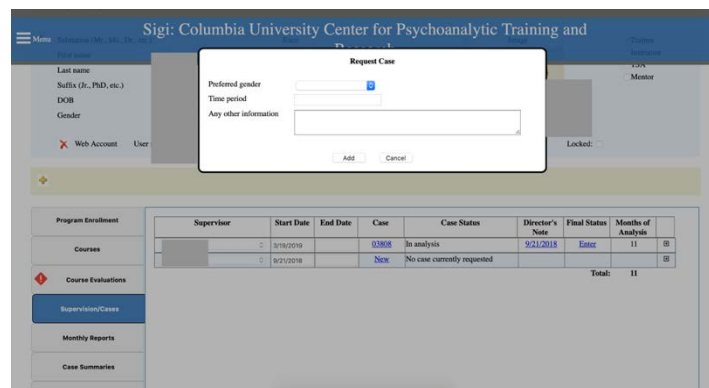 Sigi: Columbia University Center for Psychoanalytic Training and
Research
Menu
Request Case
Last name
Suffix (Jr., PhD, etc.)
DOB
Gender
TSA
Mentor
Preferred gender
Time period
Any other information
Add Cancel
Web Account User
Locked:
Program Enrollment
Courses
Course Evaluations
Supervision/Cases
Monthly Reports
Case Summaries
Supervisor Start Date End Date Case Case Status Director's Note Final Status Months of Analysis
3/19/2019 03808 In analysis 9/21/2018 Enter 11
9/21/2018 New No case currently requested
Total: 11